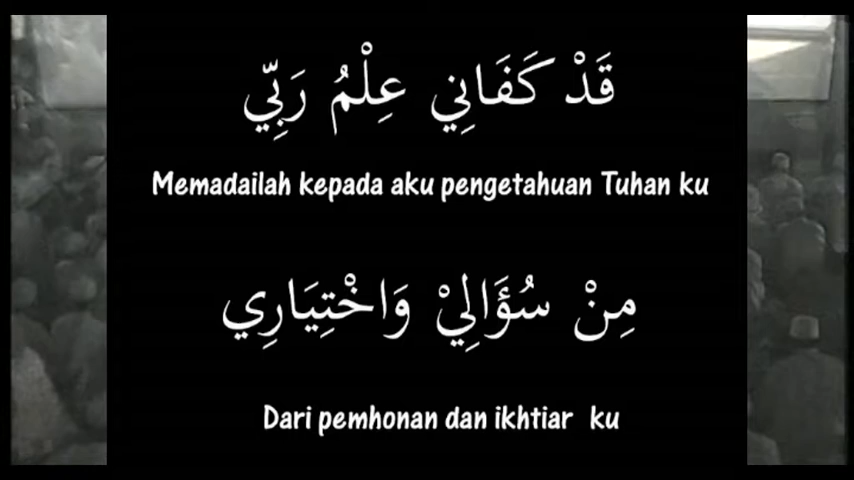 قَدْ كَفَانِي عِلْمُ رَبِّي
Memadailah kepada aku pengetahuan Tuhan ku
مِنْ سُؤَالِيْ وَاخْتِيَارِي
Dari pemhonan dan ikhtiar ku